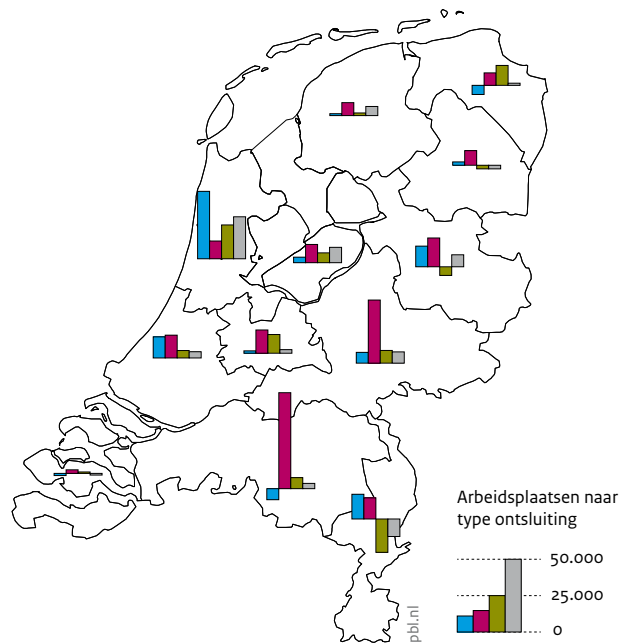 Arbeidsplaatsen naar
type ontsluiting
50.000
25.000
0
pbl.nl